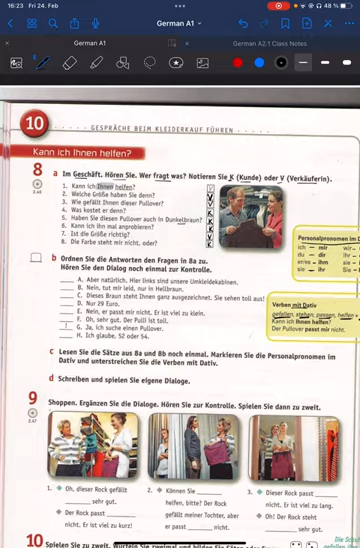 16:23 Fri 24. Feb
48 %
German A1
German A1
German A2.1 Class Notes
10
GESPRÄCHE BEIM KLEIDERKAUF FÜHREN
Kann ich Ihnen helfen?
8 a Im Geschäft. Hören Sie. Wer fragt was? Notieren Sie K (Kunde) oder V (Verkäuferin).
1. Kann ich Ihnen helfen?
2. Welche Größe haben Sie denn?
3. Wie gefällt Ihnen dieser Pullover?
4. Was kostet er denn?
5. Haben Sie diesen Pullover auch in Dunkelbraun?
6. Kann ich ihn mal anprobieren?
7. Ist die Größe richtig?
8. Die Farbe steht mir nicht, oder?
Personalpronomen im D
ich – mir wir –
du – dir ihr –
er/es – ihm sie –
sie – ihr Sie –
b Ordnen Sie die Antworten den Fragen in 8a zu.
Hören Sie den Dialog noch einmal zur Kontrolle.
A. Aber natürlich. Hier links sind unsere Umkleidekabinen.
B. Nein, tut mir leid, nur in Hellbraun.
C. Dieses Braun steht Ihnen ganz ausgezeichnet. Sie sehen toll aus!
D. Nur 29 Euro.
E. Nein, er passt mir nicht. Er ist viel zu klein.
F. Oh, sehr gut. Der Pulli ist toll.
1 G. Ja, ich suche einen Pullover.
H. Ich glaube, 52 oder 54.
Verben mit Dativ
gefallen, stehen, passen, helfen +
Kann ich Ihnen helfen?
Der Pullover passt mir nicht.
c Lesen Sie die Sätze aus 8a und 8b noch einmal. Markieren Sie die Personalpronomen im
Dativ und unterstreichen Sie die Verben mit Dativ.
d Schreiben und spielen Sie eigene Dialoge.
9 Shoppen. Ergänzen Sie die Dialoge. Hören Sie zur Kontrolle. Spielen Sie dann zu zweit.
2.47
1. Oh, dieser Rock gefällt
sehr gut.
Der Rock passt
nicht. Er ist viel zu kurz!
2. Können Sie
helfen, bitte? Der Rock
gefällt meiner Tochter, aber
er passt nicht.
3. Dieser Rock passt
nicht. Er ist viel zu lang.
Oh! Der Rock steht
sehr gut.
10 Spielen Sie zu zweit.